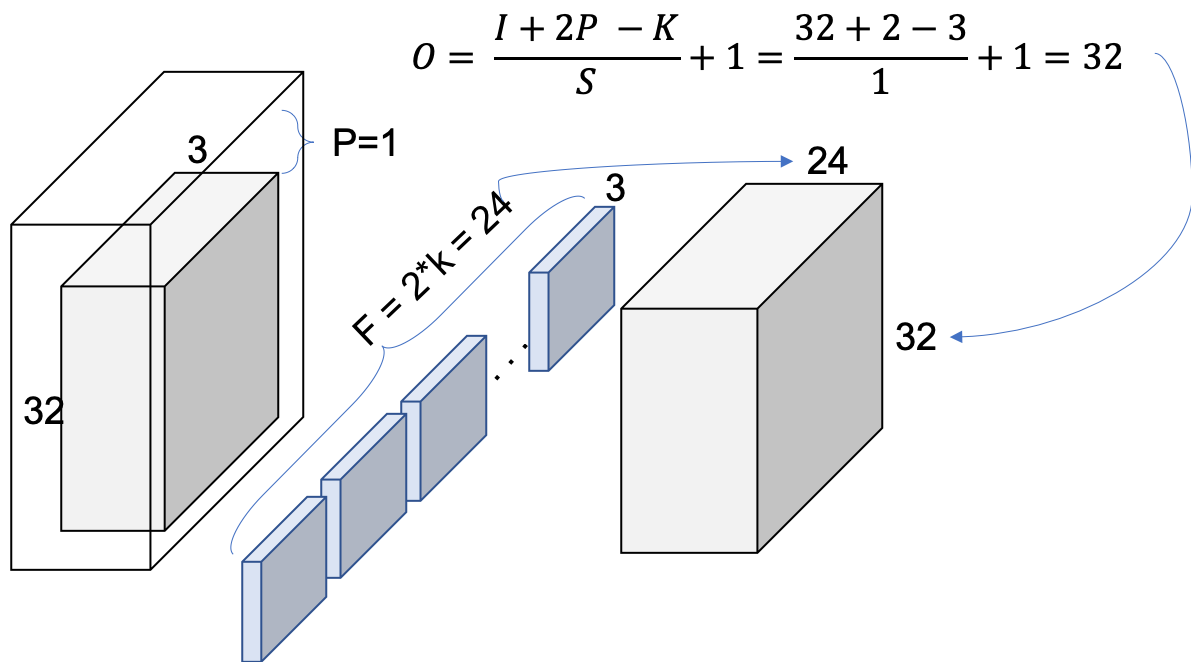 O = (I + 2P − K)/S + 1 = (32 + 2 − 3)/1 + 1 = 32
3
P=1
24
3
F = 2*k = 24
32
32
. . .